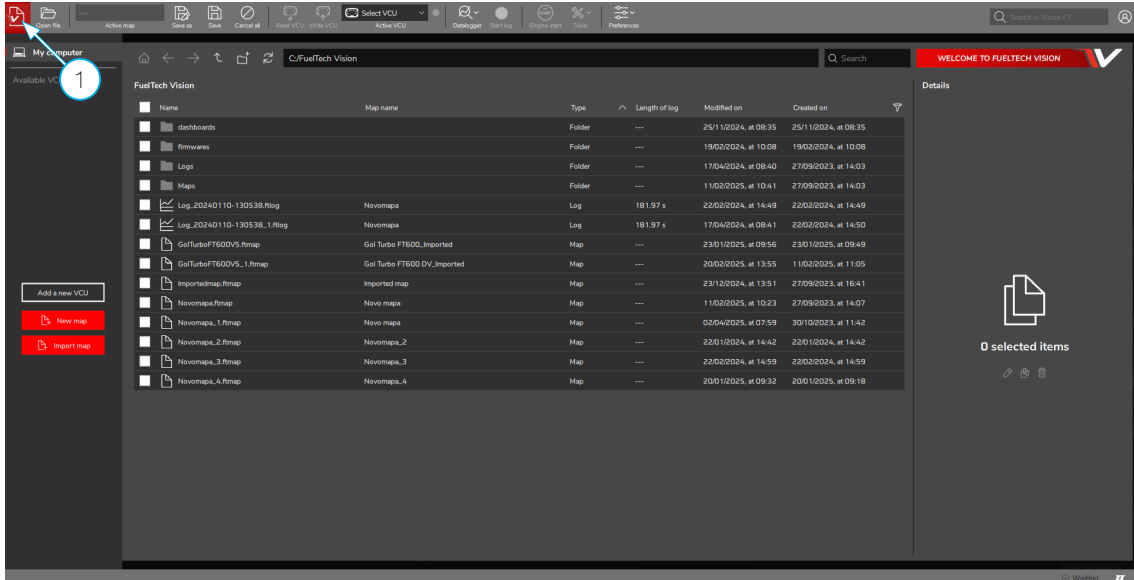 Open file
---
Active map
Save as
Save
Cancel all
Read VCU
Write VCU
Select VCU
Active VCU
Datalogger
Start log
START
Engine start
Tools
Preferences
Search in Vision FT
My computer
1
Available VC
C:/FuelTech Vision
Search
WELCOME TO FUELTECH VISION
FuelTech Vision
Details
Name Map name Type Length of log Modified on Created on
dashboards Folder --- 25/11/2024, at 08:35 25/11/2024, at 08:35
firmwares Folder --- 19/02/2024, at 10:08 19/02/2024, at 10:08
Logs Folder --- 17/04/2024, at 08:40 27/09/2023, at 14:03
Maps Folder --- 11/02/2025, at 10:41 27/09/2023, at 14:03
Log_20240110-130538.ftlog Novomapa Log 181.97 s 22/02/2024, at 14:49 22/02/2024, at 14:49
Log_20240110-130538_1.ftlog Novomapa Log 181.97 s 17/04/2024, at 08:41 22/02/2024, at 14:50
GolTurboFT600V5.ftmap Gol Turbo FT600_Imported Map --- 23/01/2025, at 09:56 23/01/2025, at 09:49
GolTurboFT600V5_1.ftmap Gol Turbo FT600 DV_Imported Map --- 20/02/2025, at 13:55 11/02/2025, at 11:05
Importedmap.ftmap Imported map Map --- 23/12/2024, at 13:51 27/09/2023, at 16:41
Novomapa.ftmap Novo mapa Map --- 11/02/2025, at 10:23 27/09/2023, at 14:07
Novomapa_1.ftmap Novo mapa Map --- 02/04/2025, at 07:59 30/10/2023, at 11:42
Novomapa_2.ftmap Novomapa_2 Map --- 22/01/2024, at 14:42 22/01/2024, at 14:42
Novomapa_3.ftmap Novomapa_3 Map --- 22/02/2024, at 14:59 22/02/2024, at 14:59
Novomapa_4.ftmap Novomapa_4 Map --- 20/01/2025, at 09:32 20/01/2025, at 09:18
Add a new VCU
New map
Import map
0 selected items
Waiting